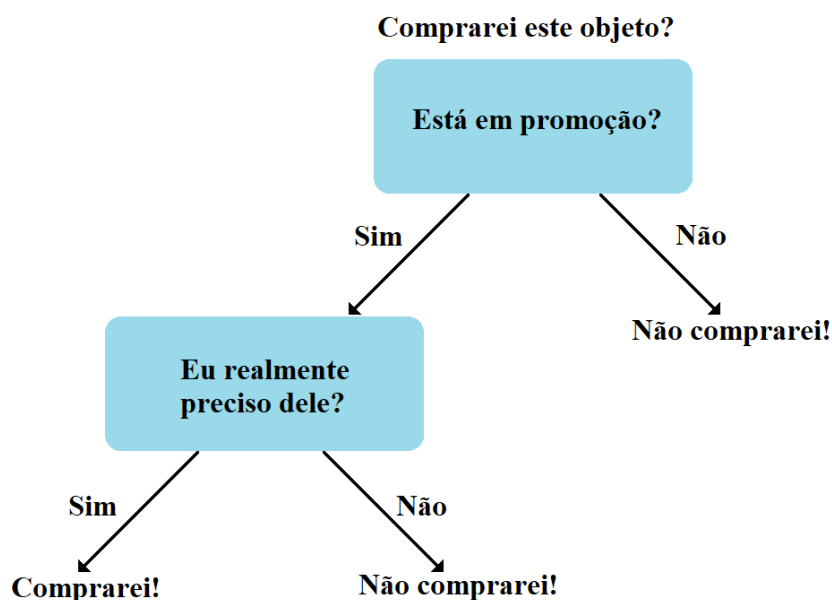 Comprarei este objeto?
Está em promoção?
Sim
Não
Não comprarei!
Eu realmente
preciso dele?
Sim
Não
Comprarei!
Não comprarei!